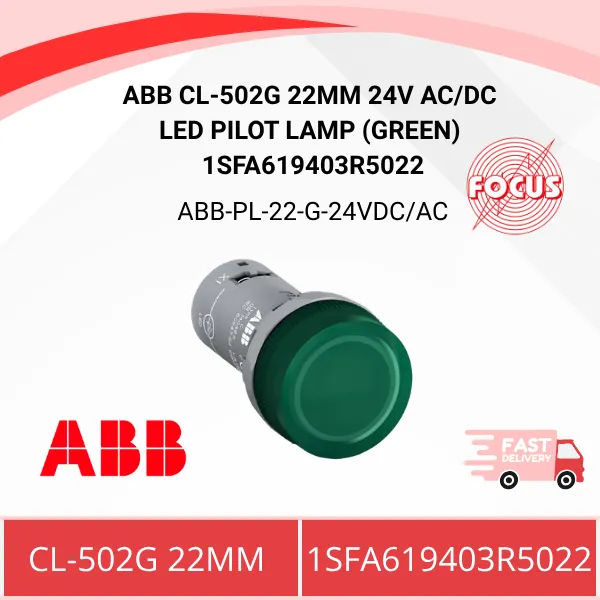 ABB CL-502G 22MM 24V AC/DC
LED PILOT LAMP (GREEN)
1SFA619403R5022
ABB-PL-22-G-24VDC/AC
FOCUS
X1
ABB
ABB
FAST
DELIVERY
CL-502G 22MM
1SFA619403R5022